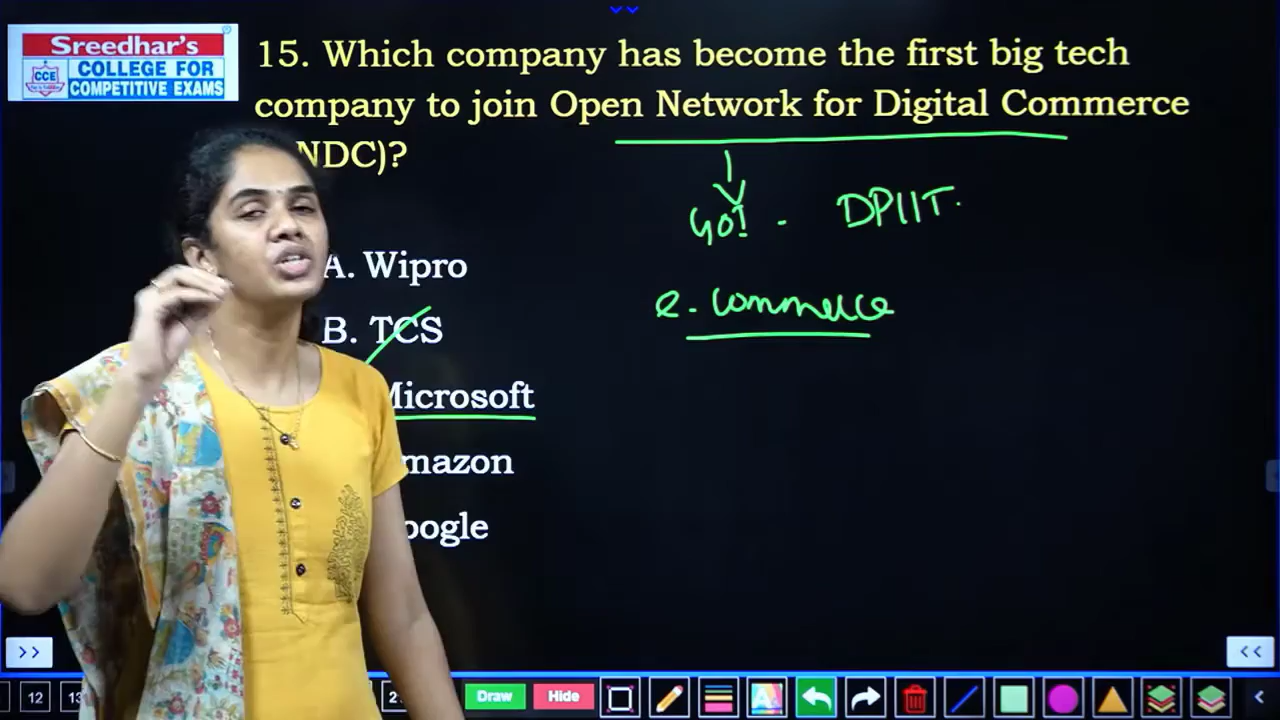 Sreedhar's
CCE
COLLEGE FOR
COMPETITIVE EXAMS
15. Which company has become the first big tech
company to join Open Network for Digital Commerce
NDC)?
GOI - DPIIT.
A. Wipro
e. Commerce
B. TCS
Microsoft
mazon
oogle
>>
<<
12
13
Draw
Hide